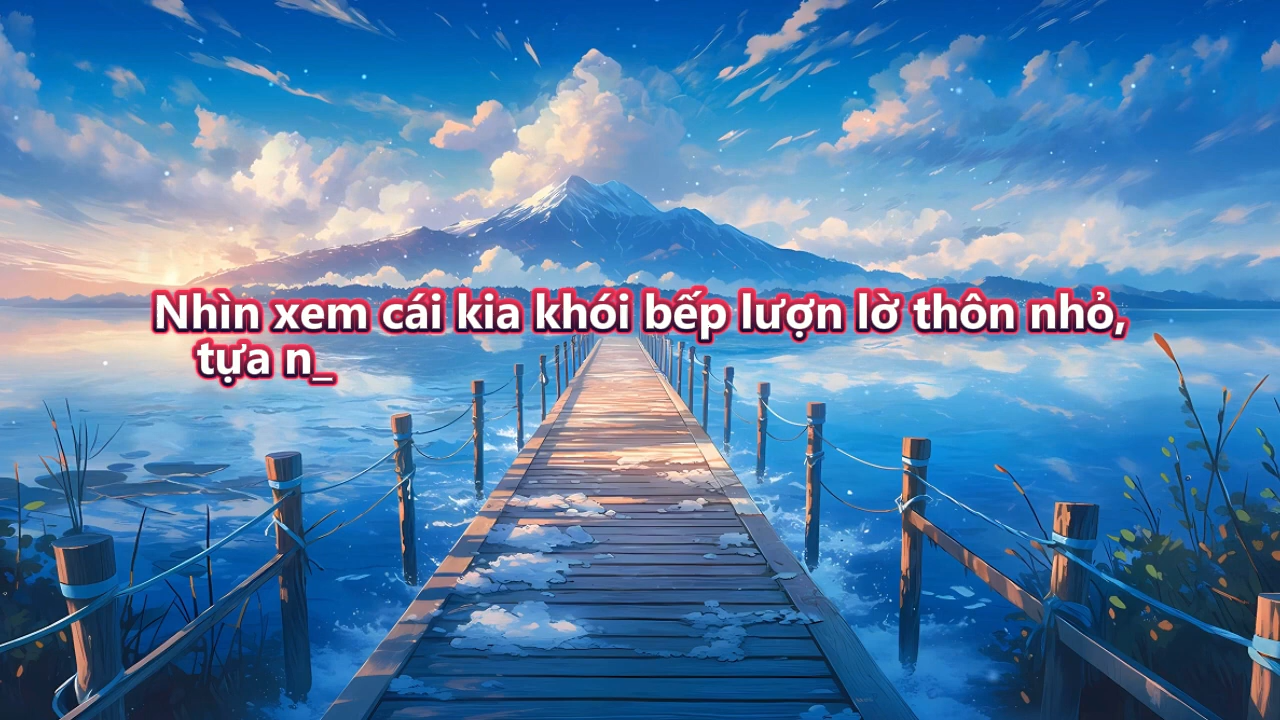 Nhìn xem cái kia khói bếp lượn lờ thôn nhỏ,
tựa n_